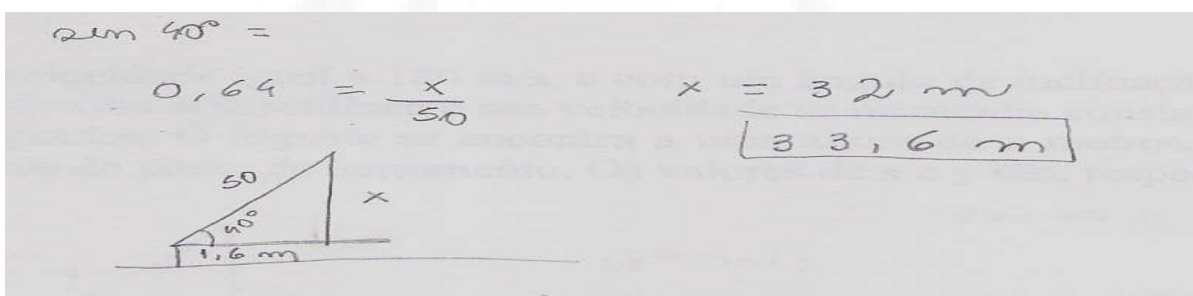 sen 40° =
0,64 = x/50
x = 32 m
33,6 m
50
x
40°
1,6 m